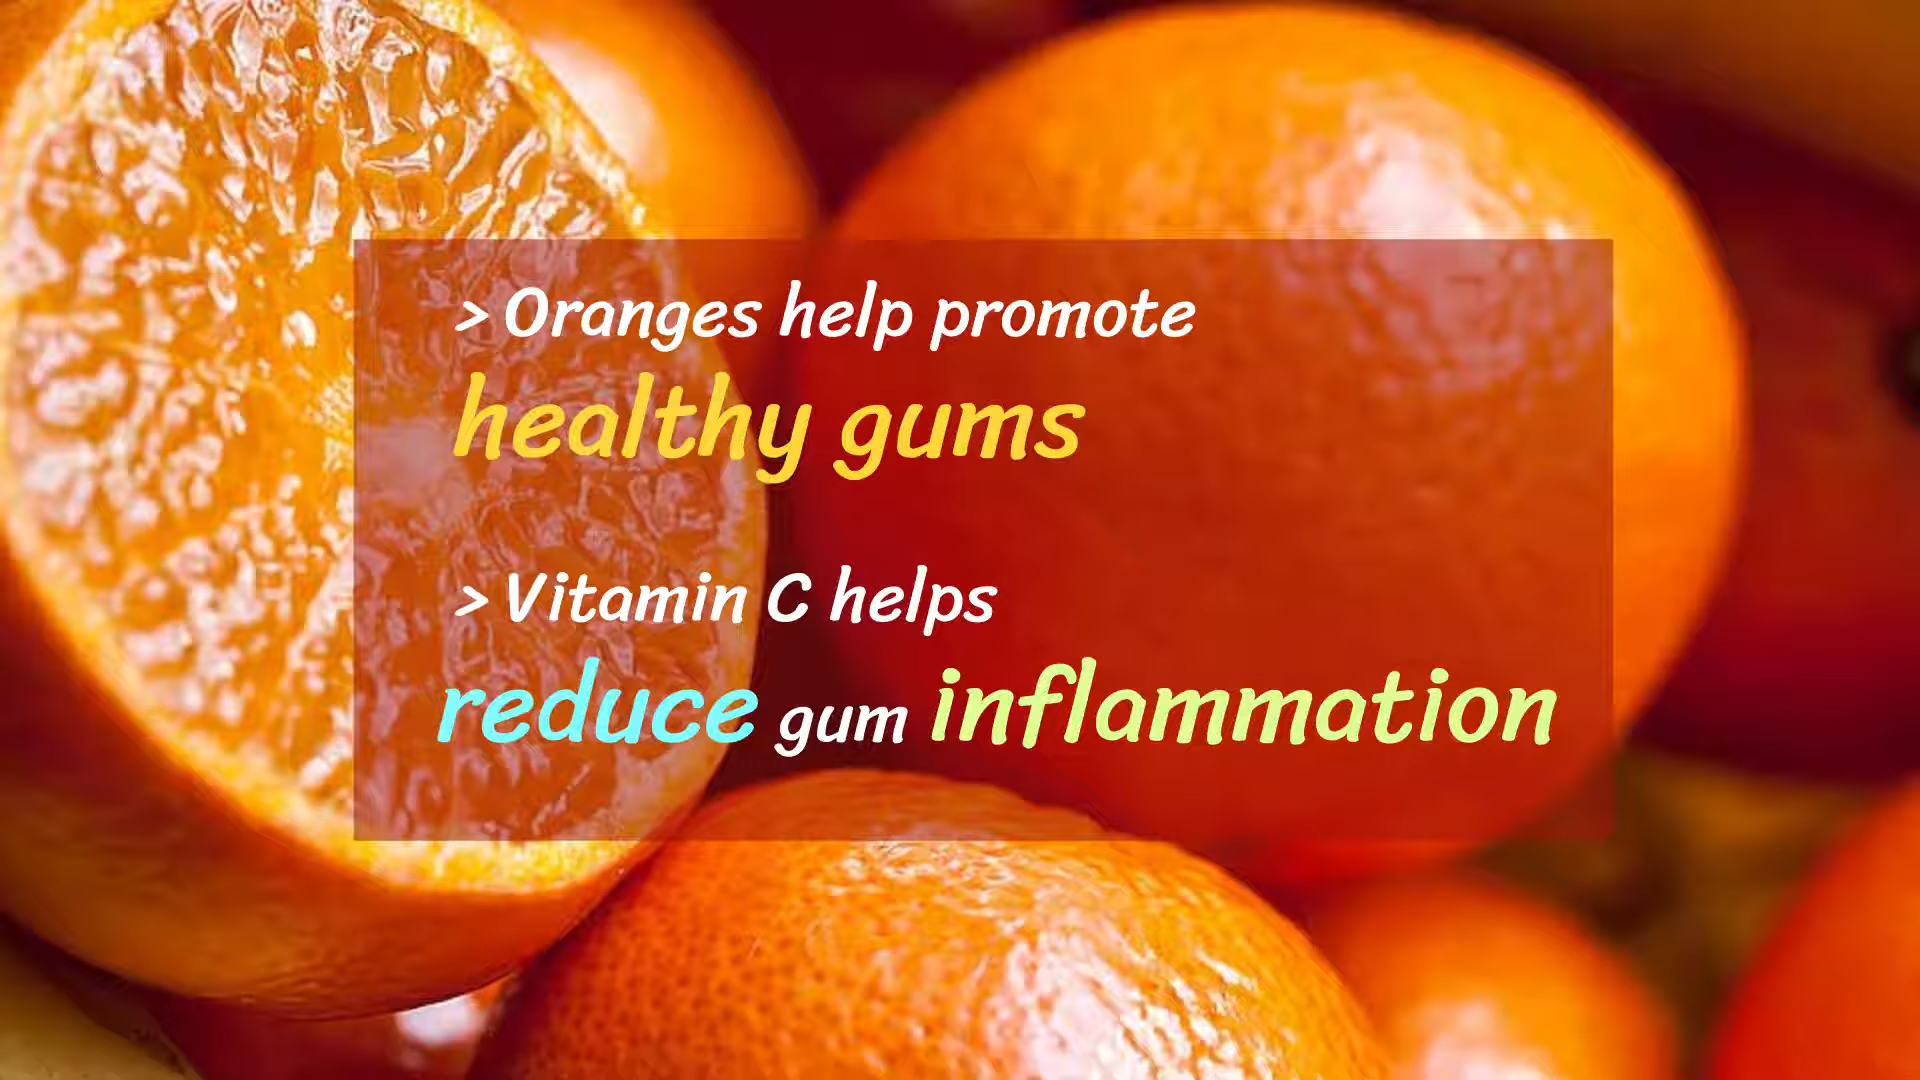 > Oranges help promote
healthy gums
> Vitamin C helps
reduce gum inflammation